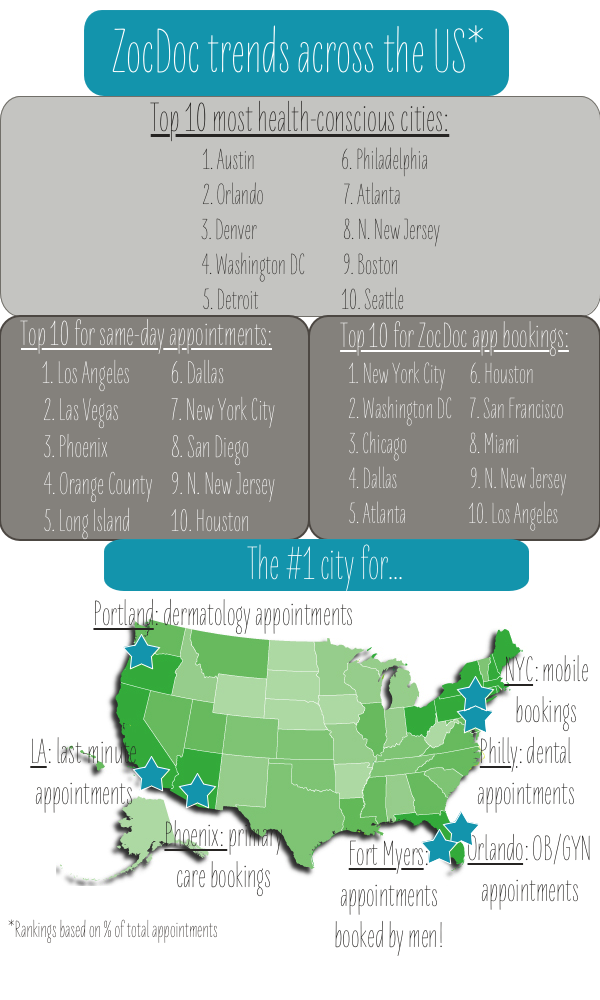 ZocDoc trends across the US*
Top 10 most health-conscious cities:
1. Austin
2. Orlando
3. Denver
4. Washington DC
5. Detroit
6. Philadelphia
7. Atlanta
8. N. New Jersey
9. Boston
10. Seattle
Top 10 for same-day appointments:
1. Los Angeles
2. Las Vegas
3. Phoenix
4. Orange County
5. Long Island
6. Dallas
7. New York City
8. San Diego
9. N. New Jersey
10. Houston
Top 10 for ZocDoc app bookings:
1. New York City
2. Washington DC
3. Chicago
4. Dallas
5. Atlanta
6. Houston
7. San Francisco
8. Miami
9. N. New Jersey
10. Los Angeles
The #1 city for...
Portland: dermatology appointments
NYC: mobile
bookings
LA: last minute
appointments
Philly: dental
appointments
Phoenix: primary
care bookings
Fort Myers:
appointments
booked by men!
Orlando: OB/GYN
appointments
*Rankings based on % of total appointments